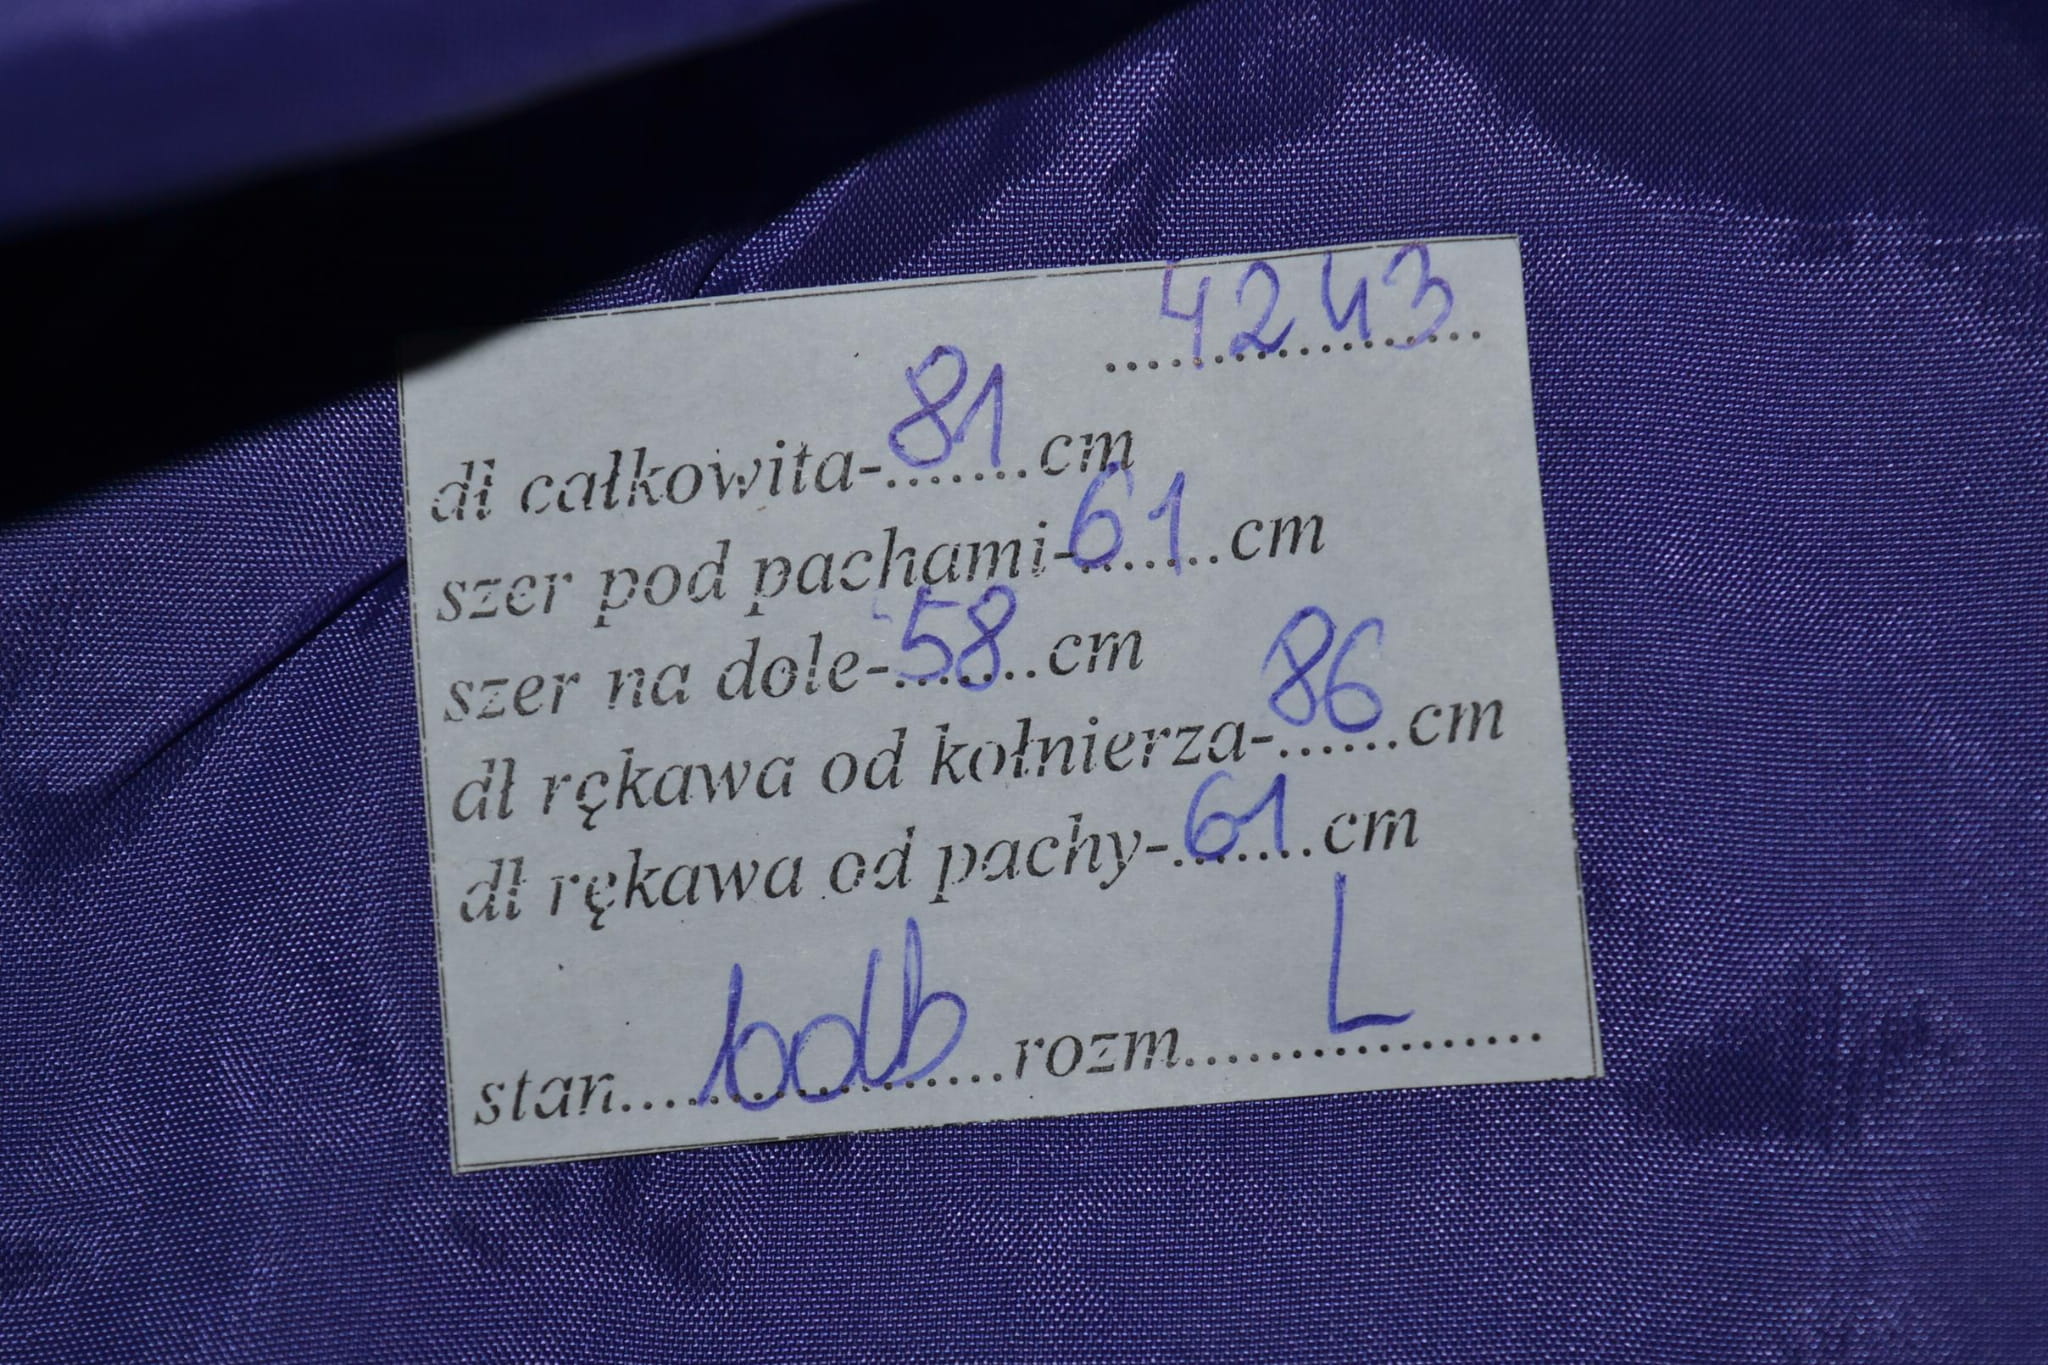 4243
dł całkowita-81cm
szer pod pachami-61cm
szer na dole-58cm
dł rękawa od kołnierza-86cm
dł rękawa od pachy-61cm
stan...bdb...rozm...L...